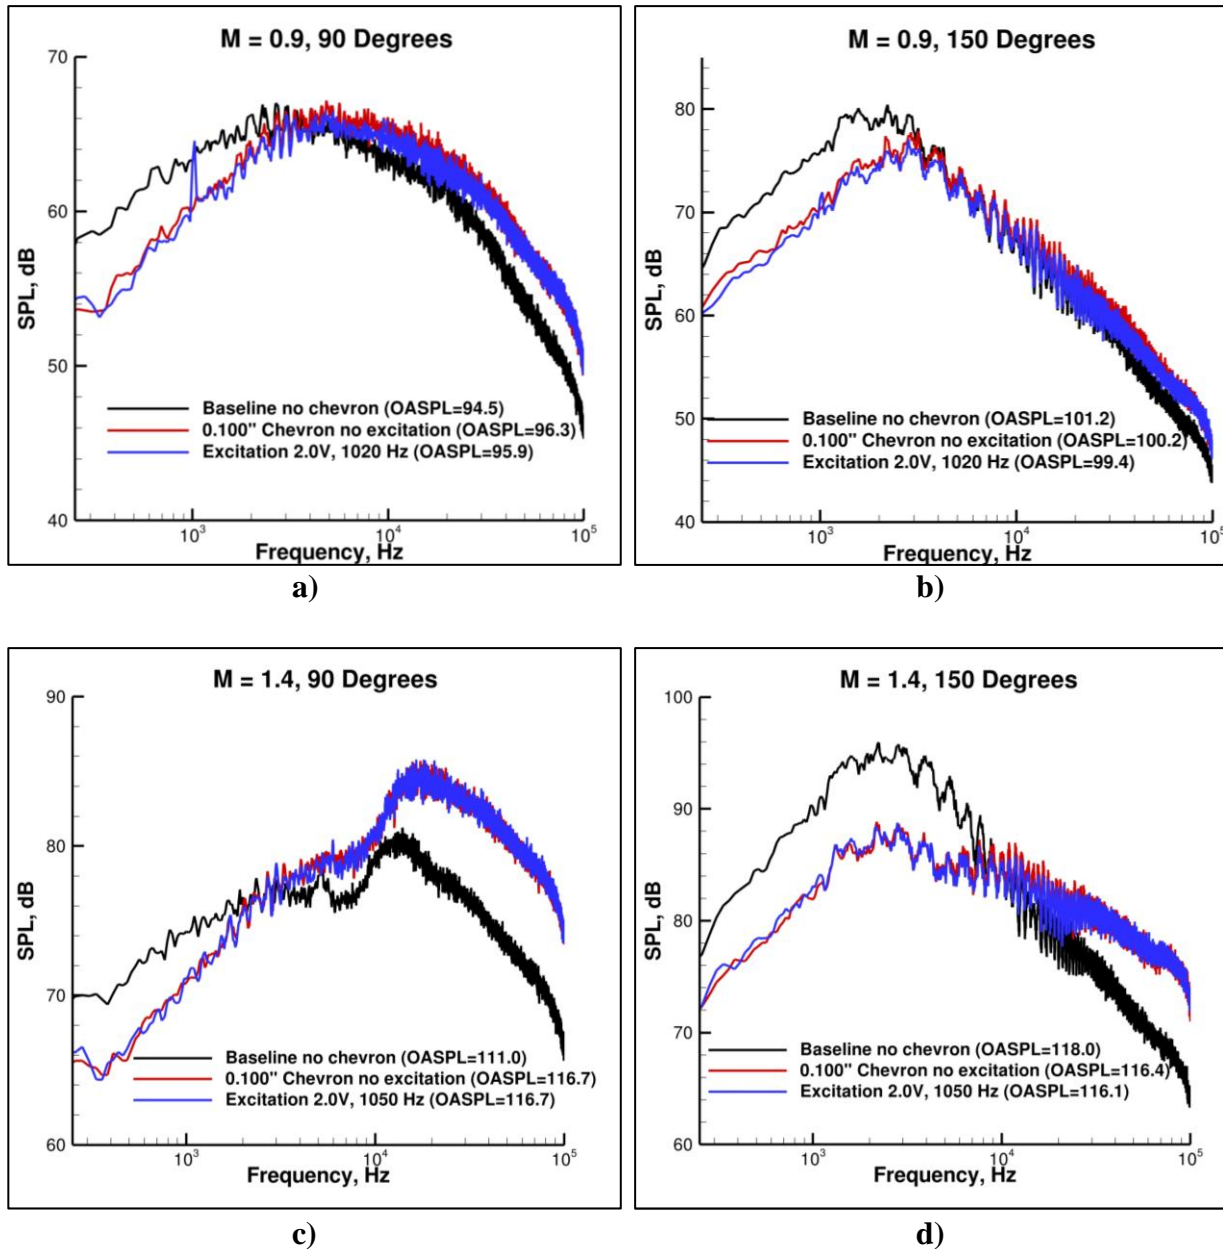 M = 0.9, 90 Degrees
70
60
50
40
SPL, dB
Baseline no chevron (OASPL=94.5)
0.100" Chevron no excitation (OASPL=96.3)
Excitation 2.0V, 1020 Hz (OASPL=95.9)
10³
10⁴
10⁵
Frequency, Hz
a)
M = 0.9, 150 Degrees
80
70
60
50
40
SPL, dB
Baseline no chevron (OASPL=101.2)
0.100" Chevron no excitation (OASPL=100.2)
Excitation 2.0V, 1020 Hz (OASPL=99.4)
10³
10⁴
10⁵
Frequency, Hz
b)
M = 1.4, 90 Degrees
90
80
70
60
SPL, dB
Baseline no chevron (OASPL=111.0)
0.100" Chevron no excitation (OASPL=116.7)
Excitation 2.0V, 1050 Hz (OASPL=116.7)
10³
10⁴
10⁵
Frequency, Hz
c)
M = 1.4, 150 Degrees
100
90
80
70
60
SPL, dB
Baseline no chevron (OASPL=118.0)
0.100" Chevron no excitation (OASPL=116.4)
Excitation 2.0V, 1050 Hz (OASPL=116.1)
10³
10⁴
10⁵
Frequency, Hz
d)